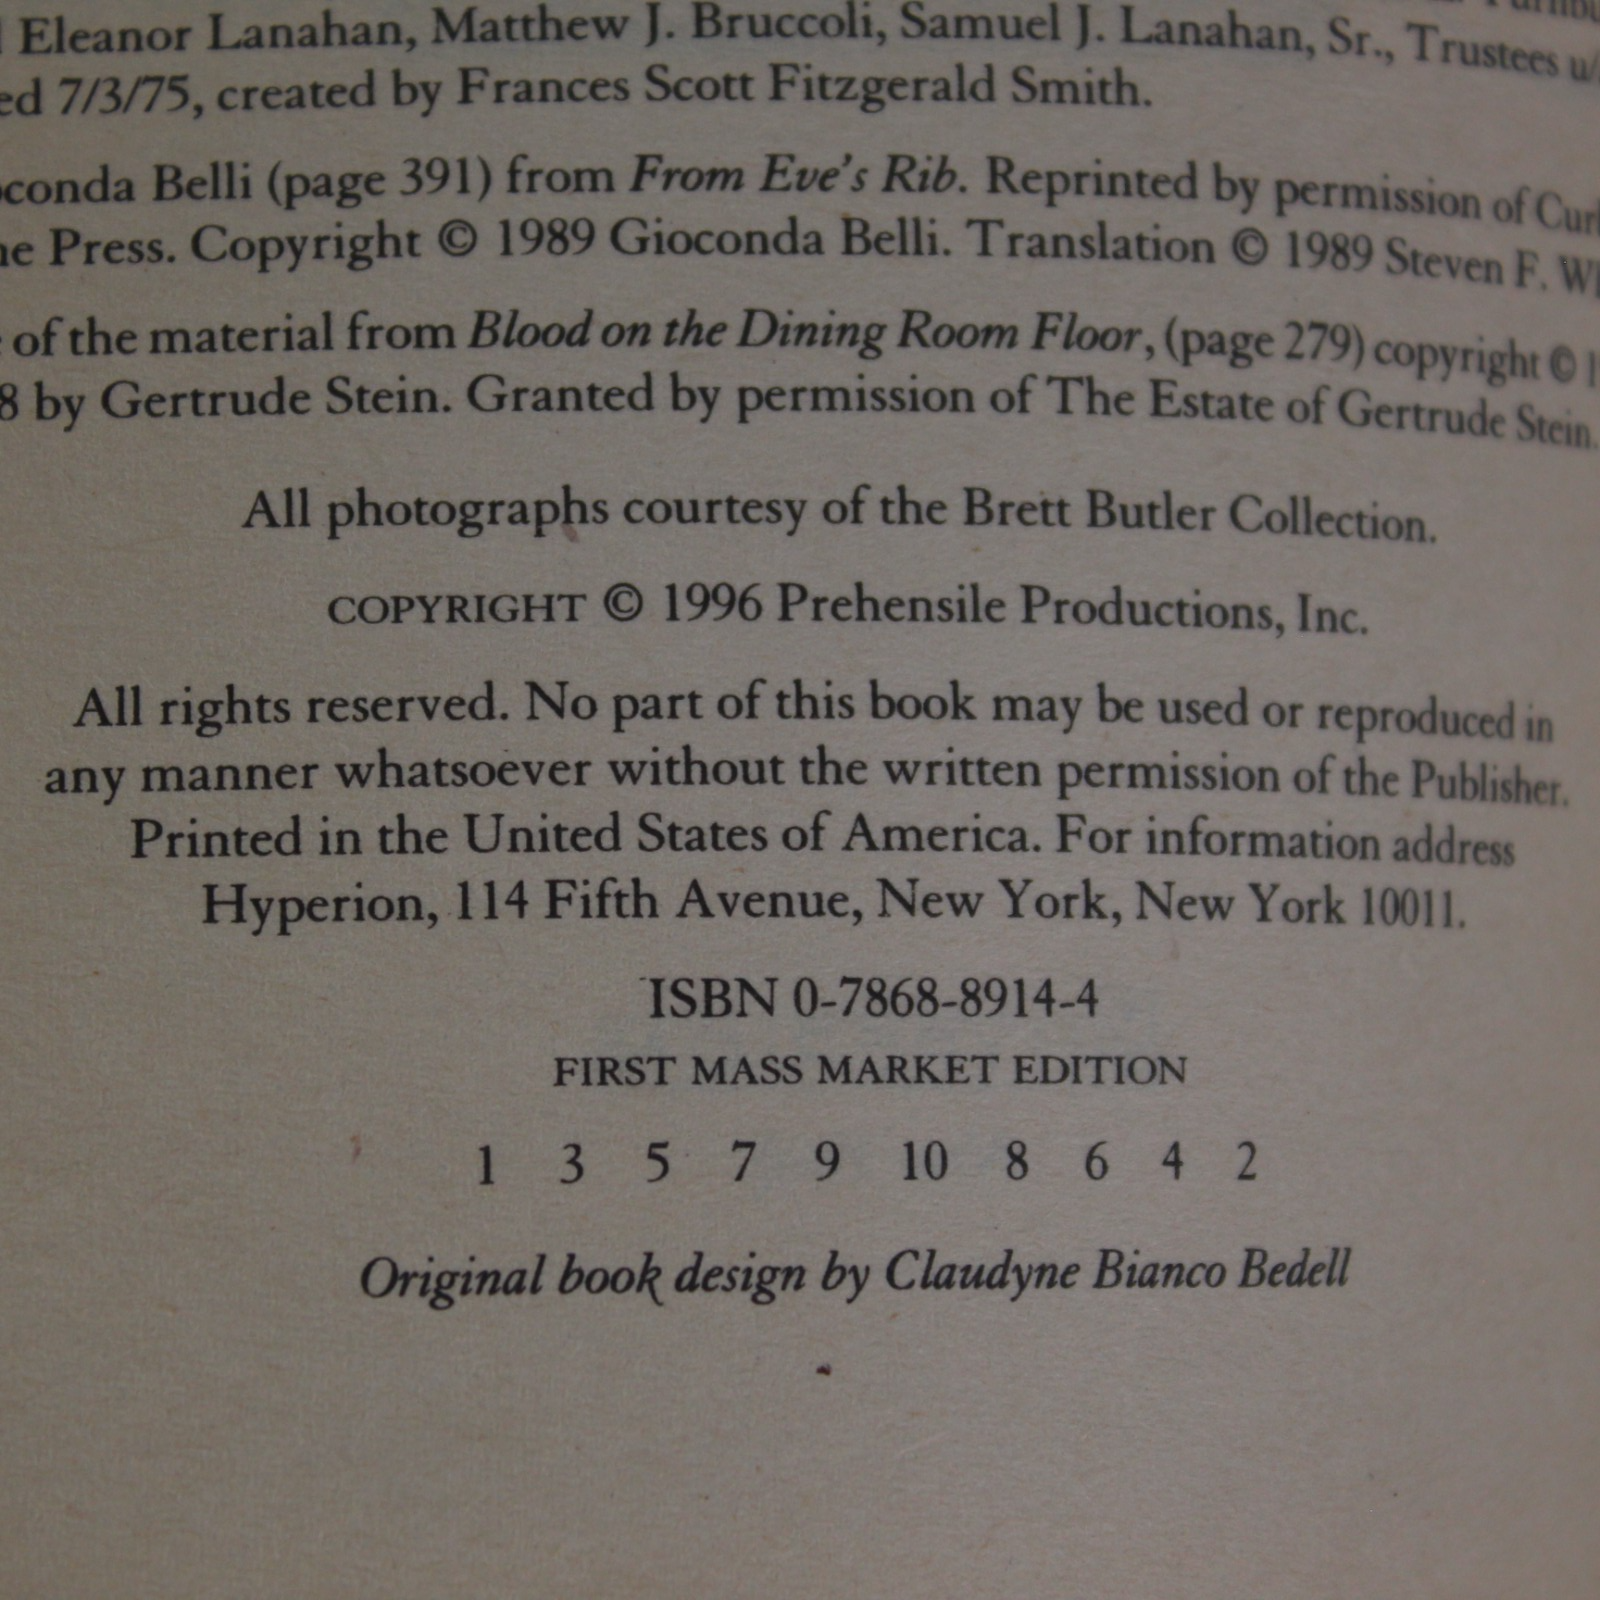 Eleanor Lanahan, Matthew J. Bruccoli, Samuel J. Lanahan, Sr., Trustees
ed 7/3/75, created by Frances Scott Fitzgerald Smith.
oconda Belli (page 391) from From Eve's Rib. Reprinted by permission of Curb
ne Press. Copyright © 1989 Gioconda Belli. Translation © 1989 Steven F. Wh
of the material from Blood on the Dining Room Floor, (page 279) copyright ©
8 by Gertrude Stein. Granted by permission of The Estate of Gertrude Stein.
All photographs courtesy of the Brett Butler Collection.
COPYRIGHT © 1996 Prehensile Productions, Inc.
All rights reserved. No part of this book may be used or reproduced in
any manner whatsoever without the written permission of the Publisher.
Printed in the United States of America. For information address
Hyperion, 114 Fifth Avenue, New York, New York 10011.
ISBN 0-7868-8914-4
FIRST MASS MARKET EDITION
1 3 5 7 9 10 8 6 4 2
Original book design by Claudyne Bianco Bedell